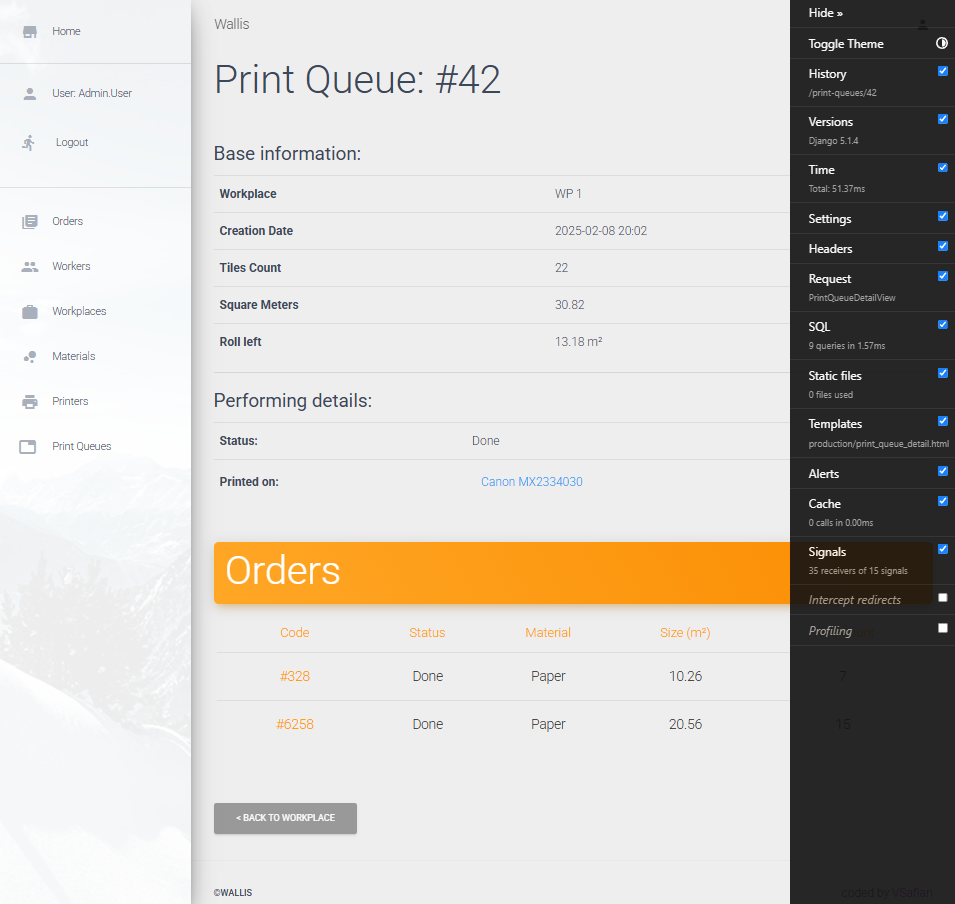 Home
User: Admin.User
Logout
Orders
Workers
Workplaces
Materials
Printers
Print Queues
Wallis
Print Queue: #42
Base information:
Workplace WP 1
Creation Date 2025-02-08 20:02
Tiles Count 22
Square Meters 30.82
Roll left 13.18 m²
Performing details:
Status: Done
Printed on: Canon MX2334030
Orders
Code Status Material Size (m²)
#328 Done Paper 10.26 7
#6258 Done Paper 20.56 15
< BACK TO WORKPLACE
©WALLIS
coded by
Hide »
Toggle Theme
History
/print-queues/42
Versions
Django 5.1.4
Time
Total: 51.37ms
Settings
Headers
Request
PrintQueueDetailView
SQL
9 queries in 1.57ms
Static files
0 files used
Templates
production/print_queue_detail.html
Alerts
Cache
0 calls in 0.00ms
Signals
35 receivers of 15 signals
Intercept redirects
Profiling